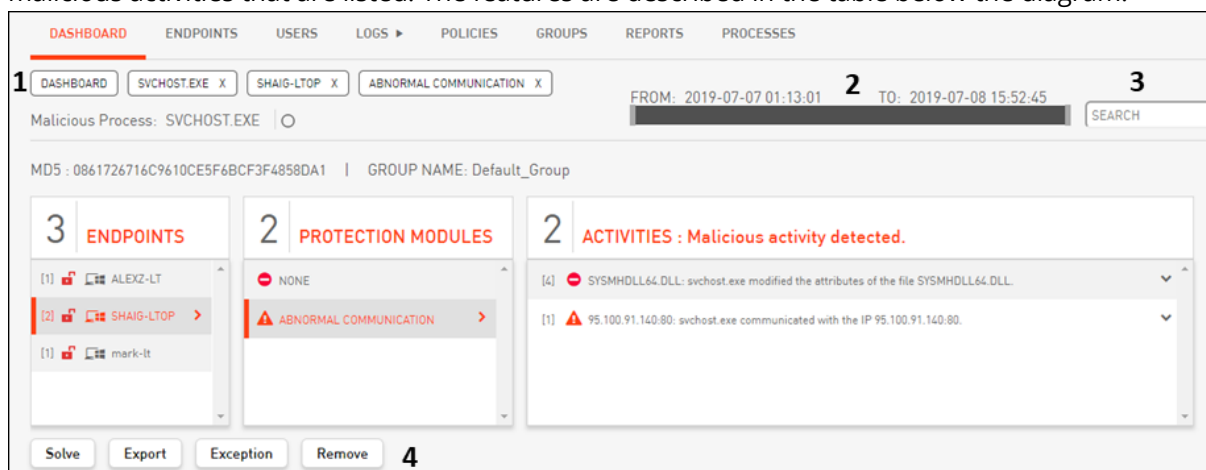 malicious activities that are listed. The features are described in the table below the diagram.
DASHBOARD ENDPOINTS USERS LOGS ▶ POLICIES GROUPS REPORTS PROCESSES
1 DASHBOARD SVCHOST.EXE X SHAIG-LTOP X ABNORMAL COMMUNICATION X
FROM: 2019-07-07 01:13:01 2 TO: 2019-07-08 15:52:45 3
Malicious Process: SVCHOST.EXE
SEARCH
MD5 : 0861726716C9610CE5F6BCF3F4858DA1 | GROUP NAME: Default_Group
3 ENDPOINTS
[1] ALEXZ-LT
[2] SHAIG-LTOP >
[1] mark-lt
2 PROTECTION MODULES
NONE
ABNORMAL COMMUNICATION >
2 ACTIVITIES : Malicious activity detected.
[4] SYSMHDLL64.DLL: svchost.exe modified the attributes of the file SYSMHDLL64.DLL.
[1] 95.100.91.140:80: svchost.exe communicated with the IP 95.100.91.140:80.
Solve Export Exception Remove 4